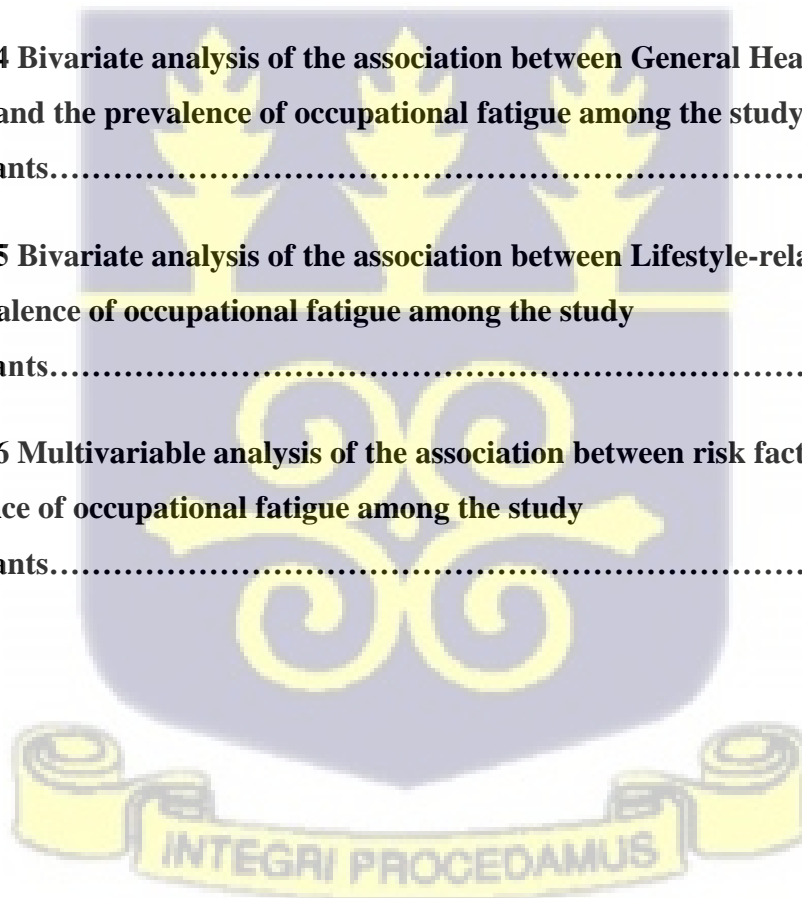 4 Bivariate analysis of the association between General Hea
and the prevalence of occupational fatigue among the study
ants……………………………………………………………………
5 Bivariate analysis of the association between Lifestyle-rela
alence of occupational fatigue among the study
ants……………………………………………………………………
6 Multivariable analysis of the association between risk fact
ce of occupational fatigue among the study
ants……………………………………………………………………
INTEGRI PROCEDAMUS